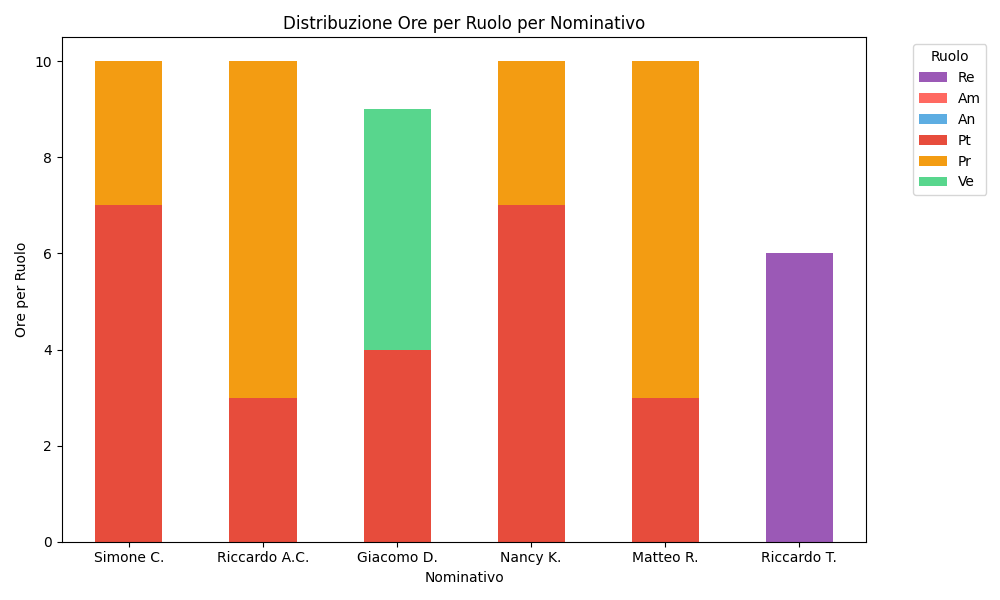 Distribuzione Ore per Ruolo per Nominativo
Ruolo
Re
Am
An
Pt
Pr
Ve
Ore per Ruolo
10
8
6
4
2
0
Simone C. Riccardo A.C. Giacomo D. Nancy K. Matteo R. Riccardo T.
Nominativo